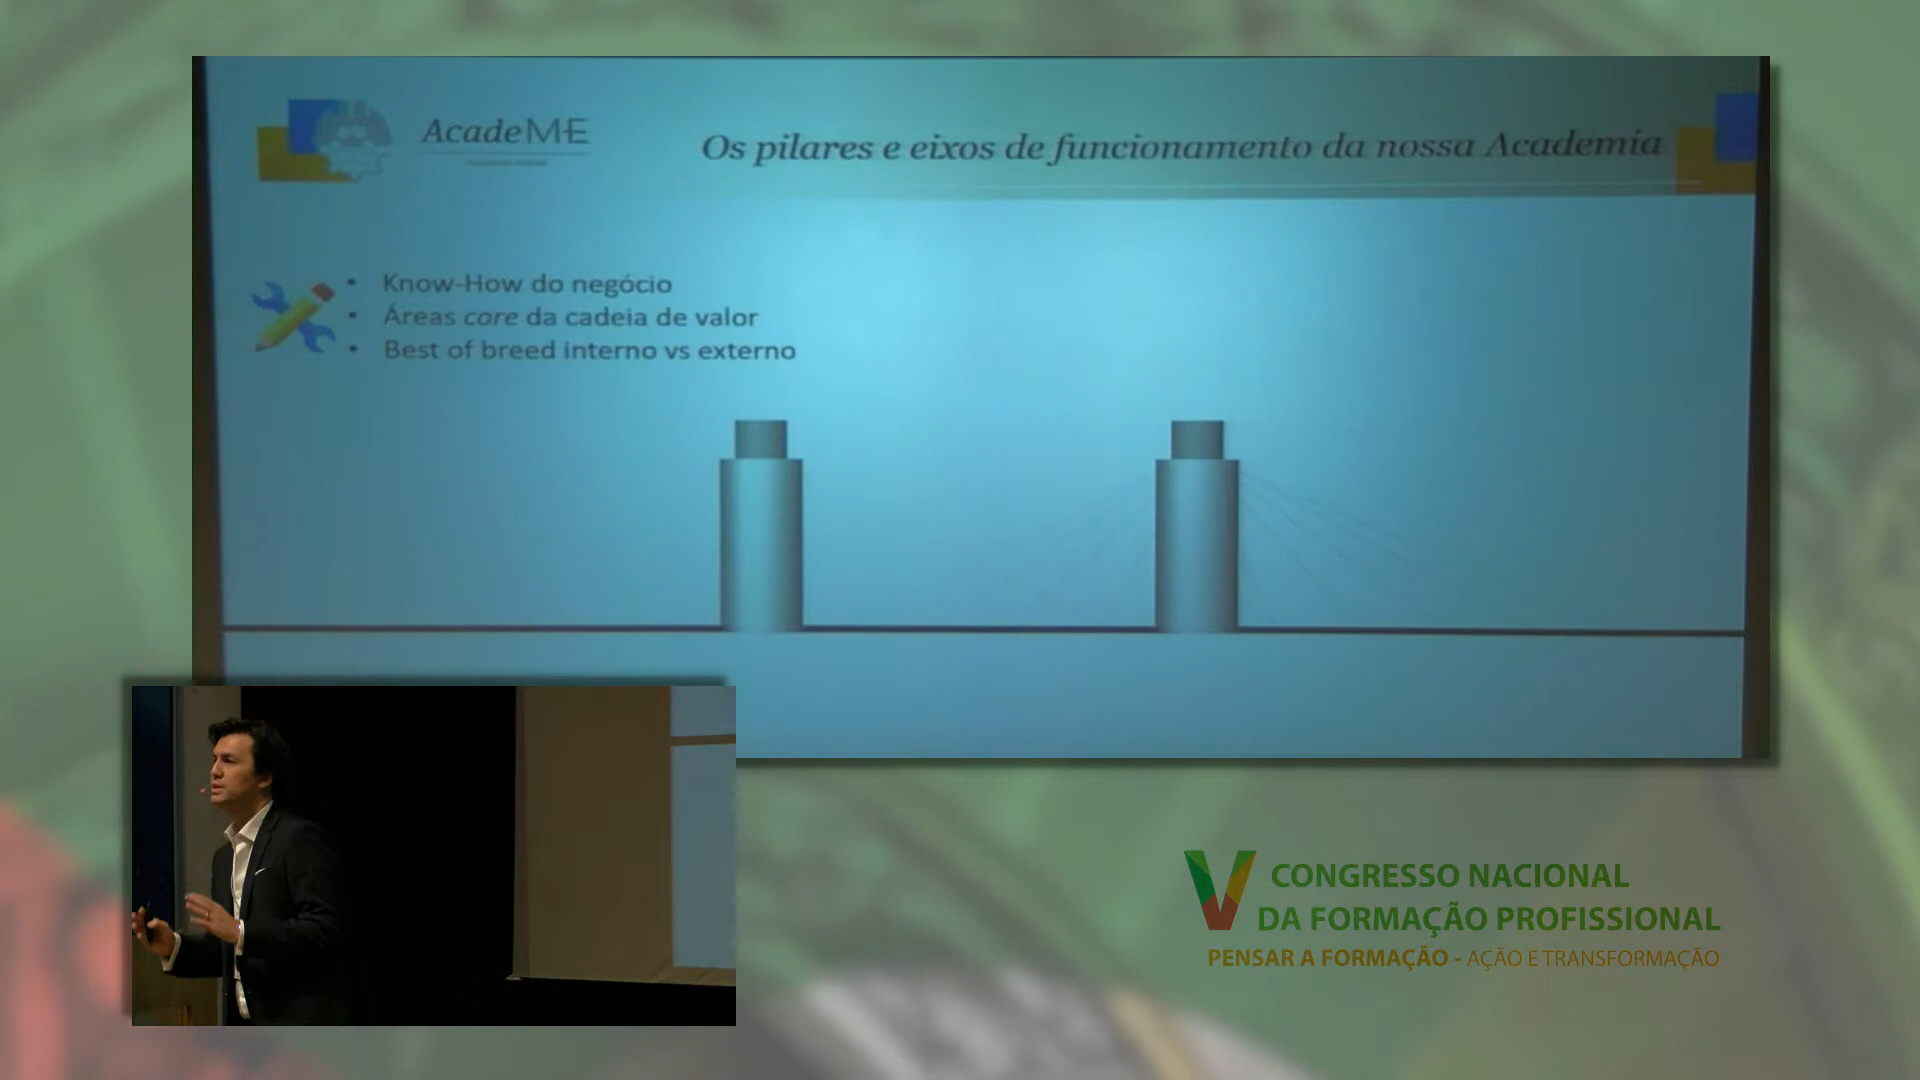 AcadeME
Os pilares e eixos de funcionamento da nossa Academia
• Know-How do negócio
• Áreas core da cadeia de valor
• Best of breed interno vs externo
V CONGRESSO NACIONAL
DA FORMAÇÃO PROFISSIONAL
PENSAR A FORMAÇÃO - AÇÃO E TRANSFORMAÇÃO